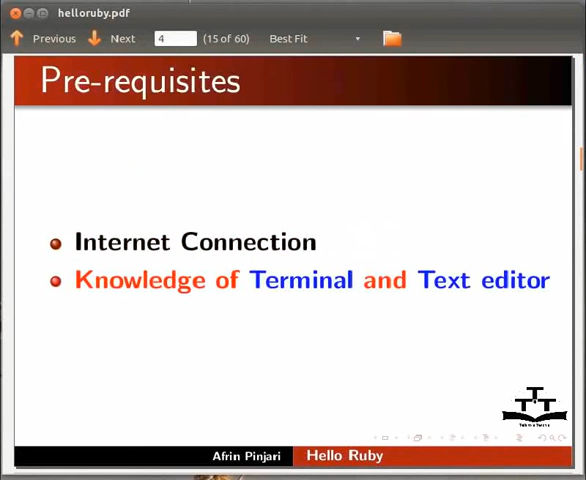 helloruby.pdf
Previous Next 4 (15 of 60) Best Fit
Pre-requisites
Internet Connection
Knowledge of Terminal and Text editor
Afrin Pinjari Hello Ruby